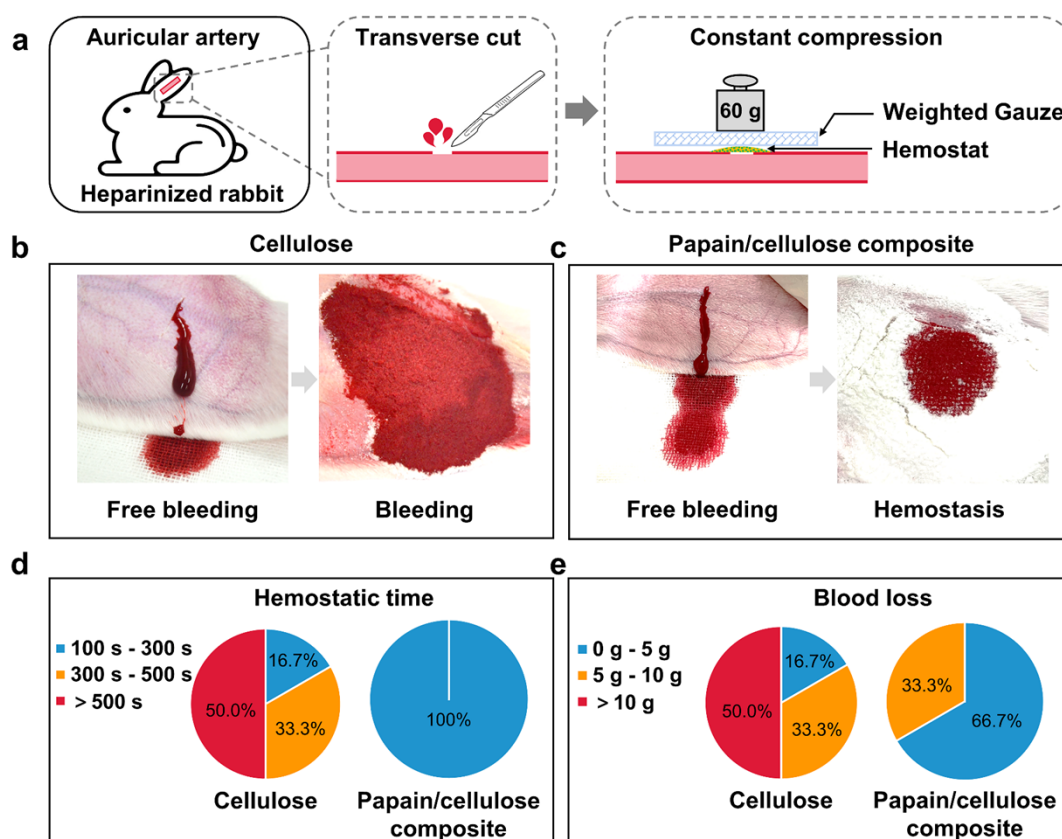 a
Auricular artery
Heparinized rabbit
Transverse cut
Constant compression
60 g
Weighted Gauze
Hemostat
b
Cellulose
Free bleeding
Bleeding
c
Papain/cellulose composite
Free bleeding
Hemostasis
d
Hemostatic time
100 s - 300 s
300 s - 500 s
> 500 s
16.7%
50.0%
33.3%
Cellulose
100%
Papain/cellulose
composite
e
Blood loss
0 g - 5 g
5 g - 10 g
> 10 g
16.7%
50.0%
33.3%
Cellulose
33.3%
66.7%
Papain/cellulose
composite